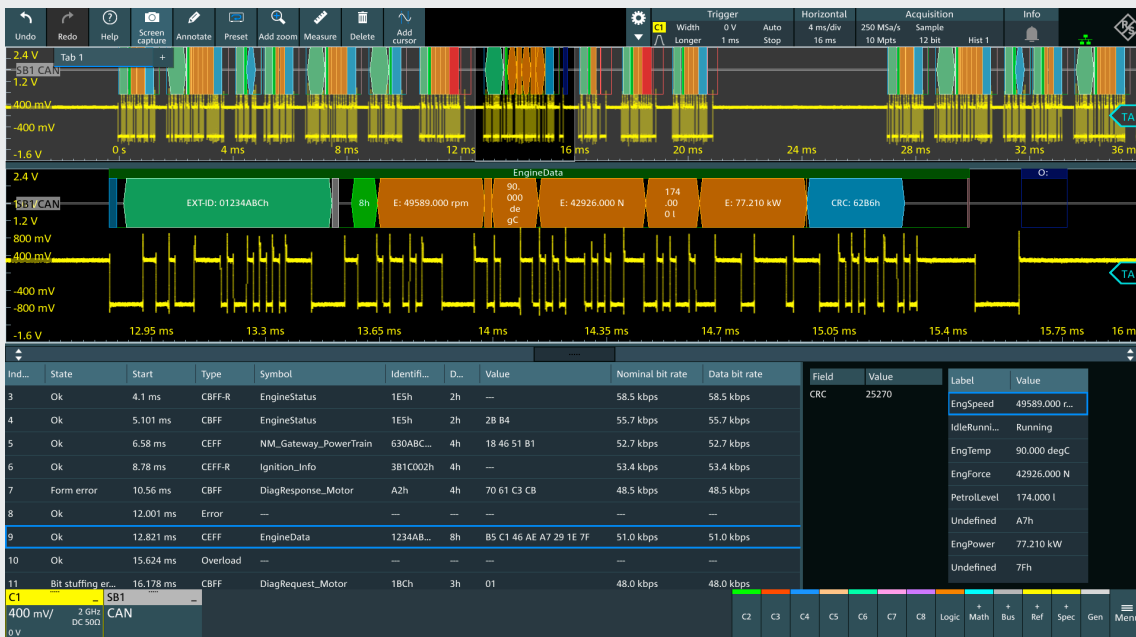 Undo
Redo
Help
Screen capture
Annotate
Preset
Add zoom
Measure
Delete
Add cursor
Trigger
C1 Width 0 V Auto
Longer 1 ms Stop
Horizontal
4 ms/div
16 ms
Acquisition
250 MSa/s Sample
10 Mpts 12 bit Hist 1
Info
R S
Tab 1 +
2.4 V
SB1 CAN
1.2 V
400 mV
-400 mV
-1.6 V
TA
0 s 4 ms 8 ms 12 ms 16 ms 20 ms 24 ms 28 ms 32 ms 36 m
EngineData
2.4 V
SB1 CAN
1.2 V
EXT-ID: 01234ABCh
8h
E: 49589.000 rpm
90.
000
de
gC
E: 42926.000 N
174
.00
0 l
E: 77.210 kW
CRC: 62B6h
O:
800 mV
400 mV
-400 mV
-800 mV
-1.6 V
TA
12.95 ms 13.3 ms 13.65 ms 14 ms 14.35 ms 14.7 ms 15.05 ms 15.4 ms 15.75 ms 16 m
Ind... State Start Type Symbol Identifi... D... Value Nominal bit rate Data bit rate
3 Ok 4.1 ms CBFF-R EngineStatus 1E5h 2h --- 58.5 kbps 58.5 kbps
4 Ok 5.101 ms CBFF EngineStatus 1E5h 2h 2B B4 55.7 kbps 55.7 kbps
5 Ok 6.58 ms CEFF NM_Gateway_PowerTrain 630ABC... 4h 18 46 51 B1 52.7 kbps 52.7 kbps
6 Ok 8.78 ms CEFF-R Ignition_Info 3B1C002h 4h --- 53.4 kbps 53.4 kbps
7 Form error 10.56 ms CBFF DiagResponse_Motor A2h 4h 70 61 C3 CB 48.5 kbps 48.5 kbps
8 Ok 12.001 ms Error --- --- --- --- --- ---
9 Ok 12.821 ms CEFF EngineData 1234AB... 8h B5 C1 46 AE A7 29 1E 7F 51.0 kbps 51.0 kbps
10 Ok 15.624 ms Overload --- --- --- --- --- ---
11 Bit stuffing er... 16.178 ms CBFF DiagRequest_Motor 1BCh 3h 01 48.0 kbps 48.0 kbps
Field Value
CRC 25270
Label Value
EngSpeed 49589.000 r...
IdleRunni... Running
EngTemp 90.000 degC
EngForce 42926.000 N
PetrolLevel 174.000 l
Undefined A7h
EngPower 77.210 kW
Undefined 7Fh
C1
400 mV/ 2 GHz
DC 50Ω
0 V
SB1
CAN
C2 C3 C4 C5 C6 C7 C8 Logic + Math + Bus + Ref + Spec Gen Menu